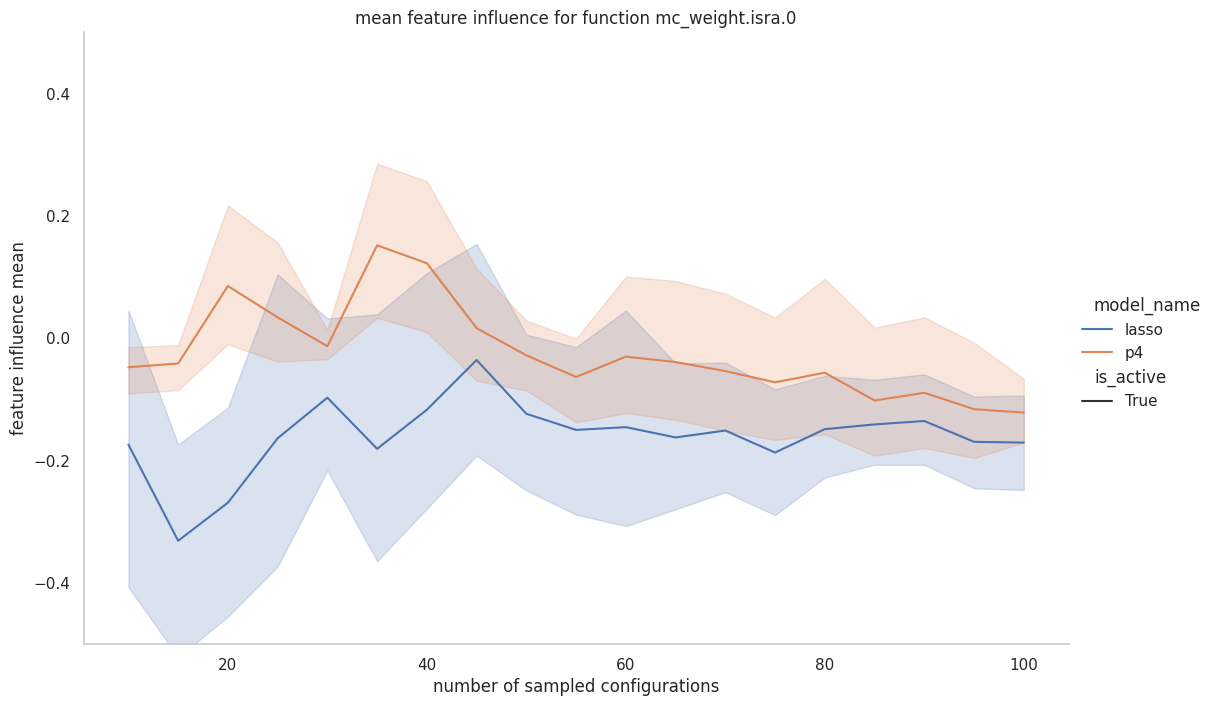 mean feature influence for function mc_weight.isra.0
feature influence mean
0.4
0.2
0.0
−0.2
−0.4
20
40
60
80
100
number of sampled configurations
model_name
lasso
p4
is_active
True